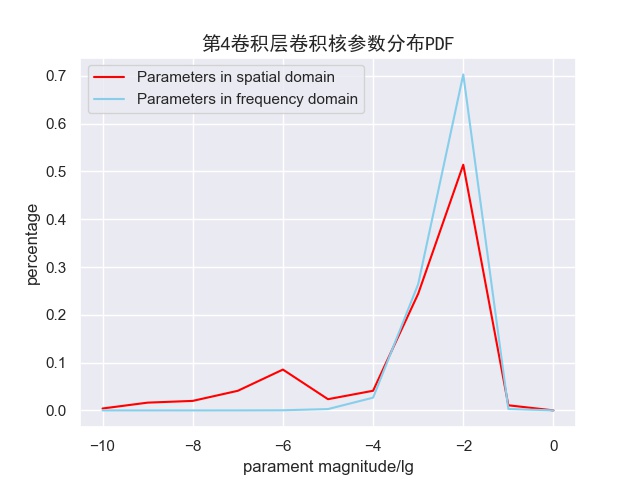 第4卷积层卷积核参数分布PDF
Parameters in spatial domain
Parameters in frequency domain
0.7
0.6
0.5
0.4
0.3
0.2
0.1
0.0
percentage
−10 −8 −6 −4 −2 0
parament magnitude/lg